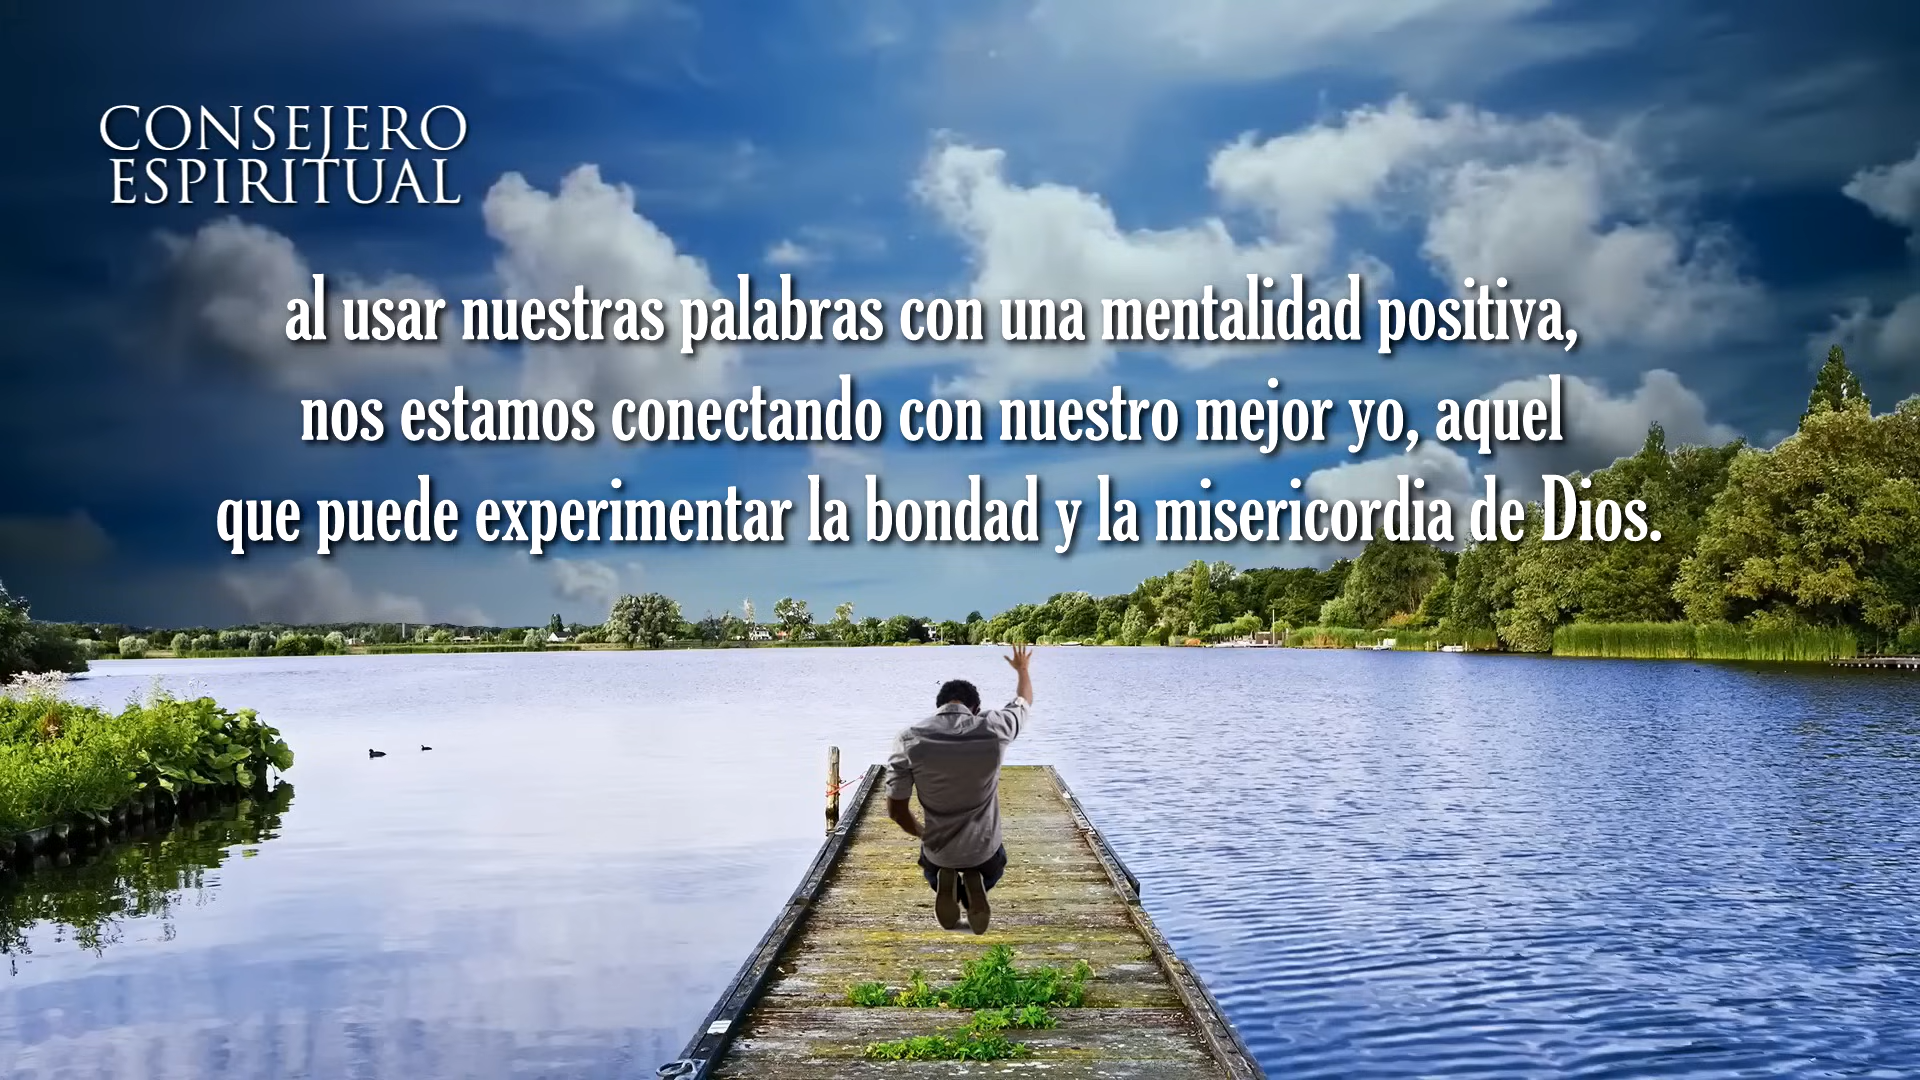 CONSEJERO
ESPIRITUAL
al usar nuestras palabras con una mentalidad positiva,
nos estamos conectando con nuestro mejor yo, aquel
que puede experimentar la bondad y la misericordia de Dios.